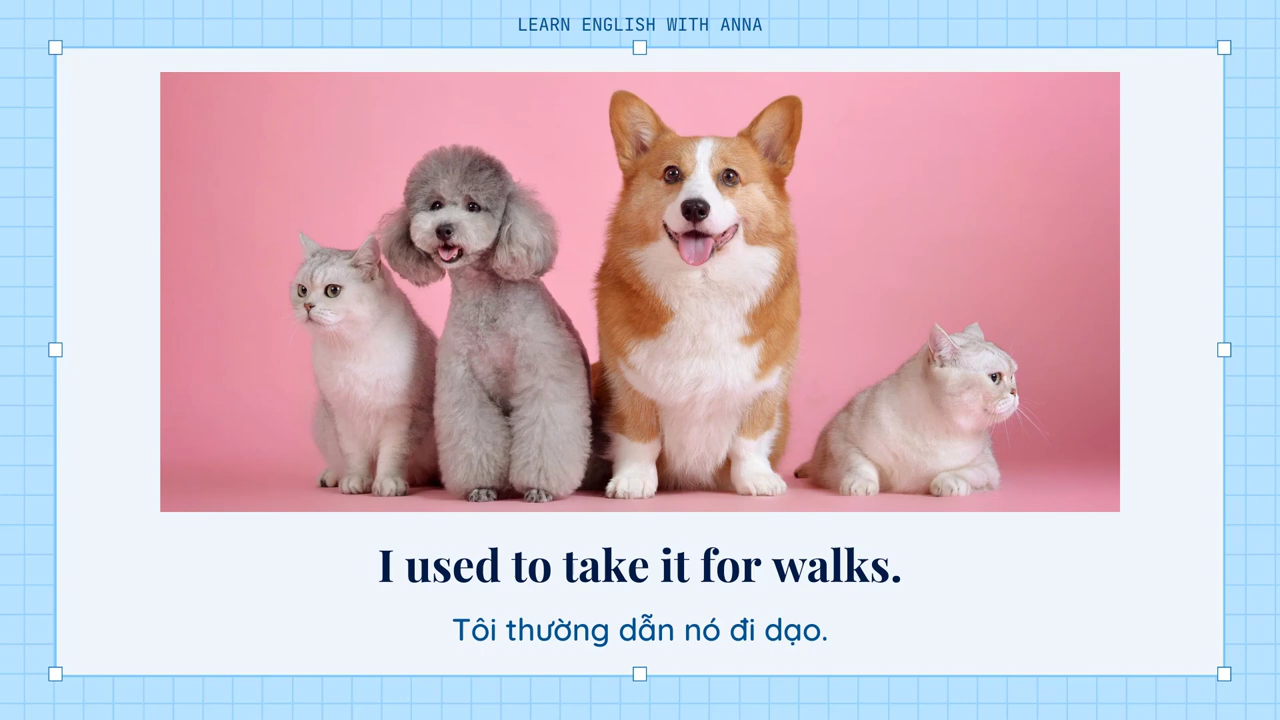 LEARN ENGLISH WITH ANNA
I used to take it for walks.
Tôi thường dẫn nó đi dạo.